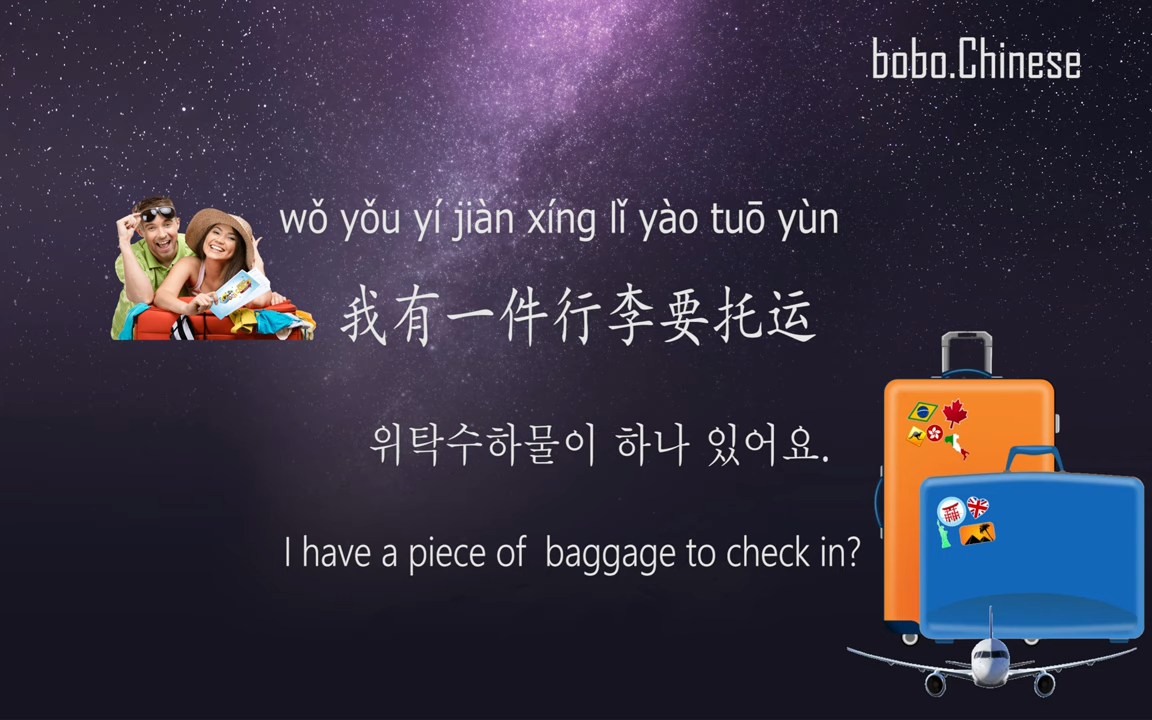 bobo.Chinese
wǒ yǒu yí jiàn xíng lǐ yào tuō yùn
我有一件行李要托运
위탁수하물이 하나 있어요.
I have a piece of  baggage to check in?